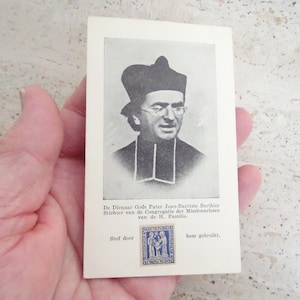 De Dienaar Gods Pater Jean-Baptiste Berthier
Stichter van de Congregatie der Missionarissen
van de H. Familie.
Stof door hem gebruikt.